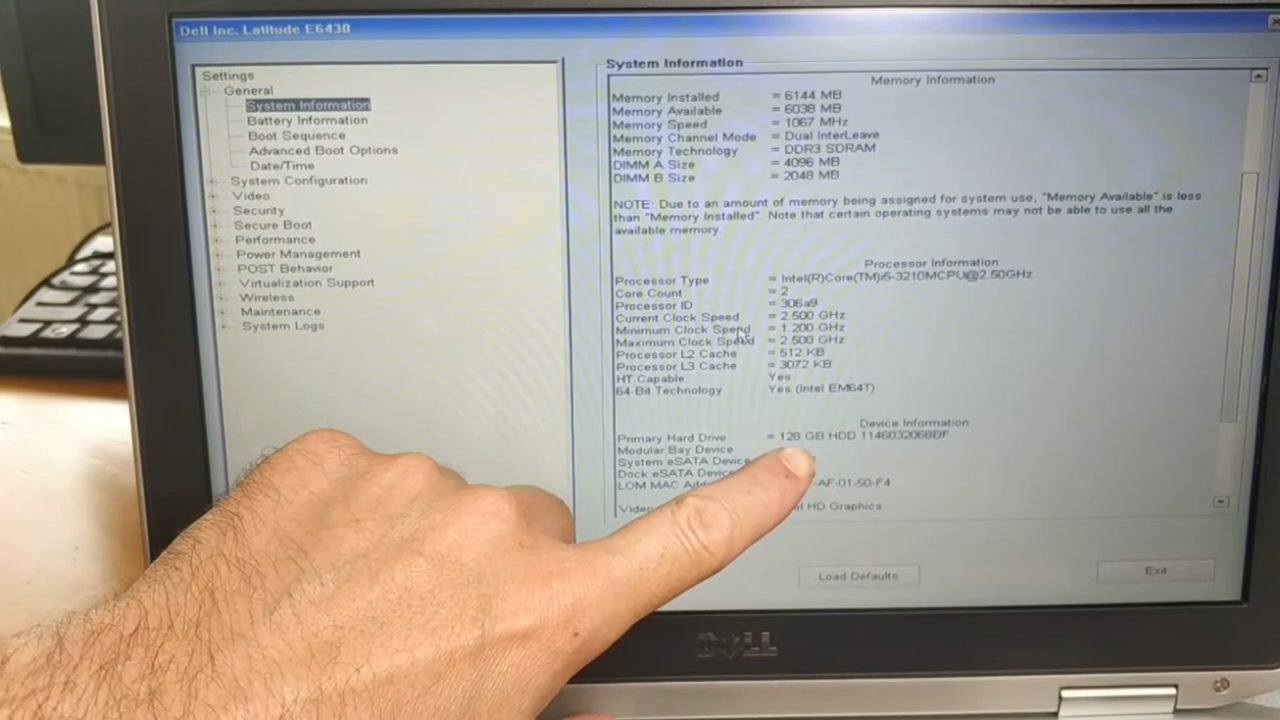 Dell Inc. Latitude E6430
Settings
General
System Information
Battery Information
Boot Sequence
Advanced Boot Options
Date/Time
System Configuration
Video
Security
Secure Boot
Performance
Power Management
POST Behavior
Virtualization Support
Wireless
Maintenance
System Logs
System Information
Memory Information
Memory Installed = 6144 MB
Memory Available = 6038 MB
Memory Speed = 1067 MHz
Memory Channel Mode = Dual InterLeave
Memory Technology = DDR3 SDRAM
DIMM A Size = 4096 MB
DIMM B Size = 2048 MB
NOTE: Due to an amount of memory being assigned for system use, "Memory Available" is less
than "Memory Installed". Note that certain operating systems may not be able to use all the
available memory.
Processor Information
Processor Type = Intel(R)Core(TM)i5-3210MCPU@2.50GHz
Core Count = 2
Processor ID = 306a9
Current Clock Speed = 2.500 GHz
Minimum Clock Speed = 1.200 GHz
Maximum Clock Speed = 2.500 GHz
Processor L2 Cache = 512 KB
Processor L3 Cache = 3072 KB
HT Capable Yes
64-Bit Technology Yes (Intel EM64T)
Device Information
Primary Hard Drive = 120 GB HDD 114603206BBF
Modular Bay Device
System eSATA Device
Dock eSATA Device
LOM MAC -AF-01-50-F4
Video HD Graphics
Load Defaults
Exit
DELL